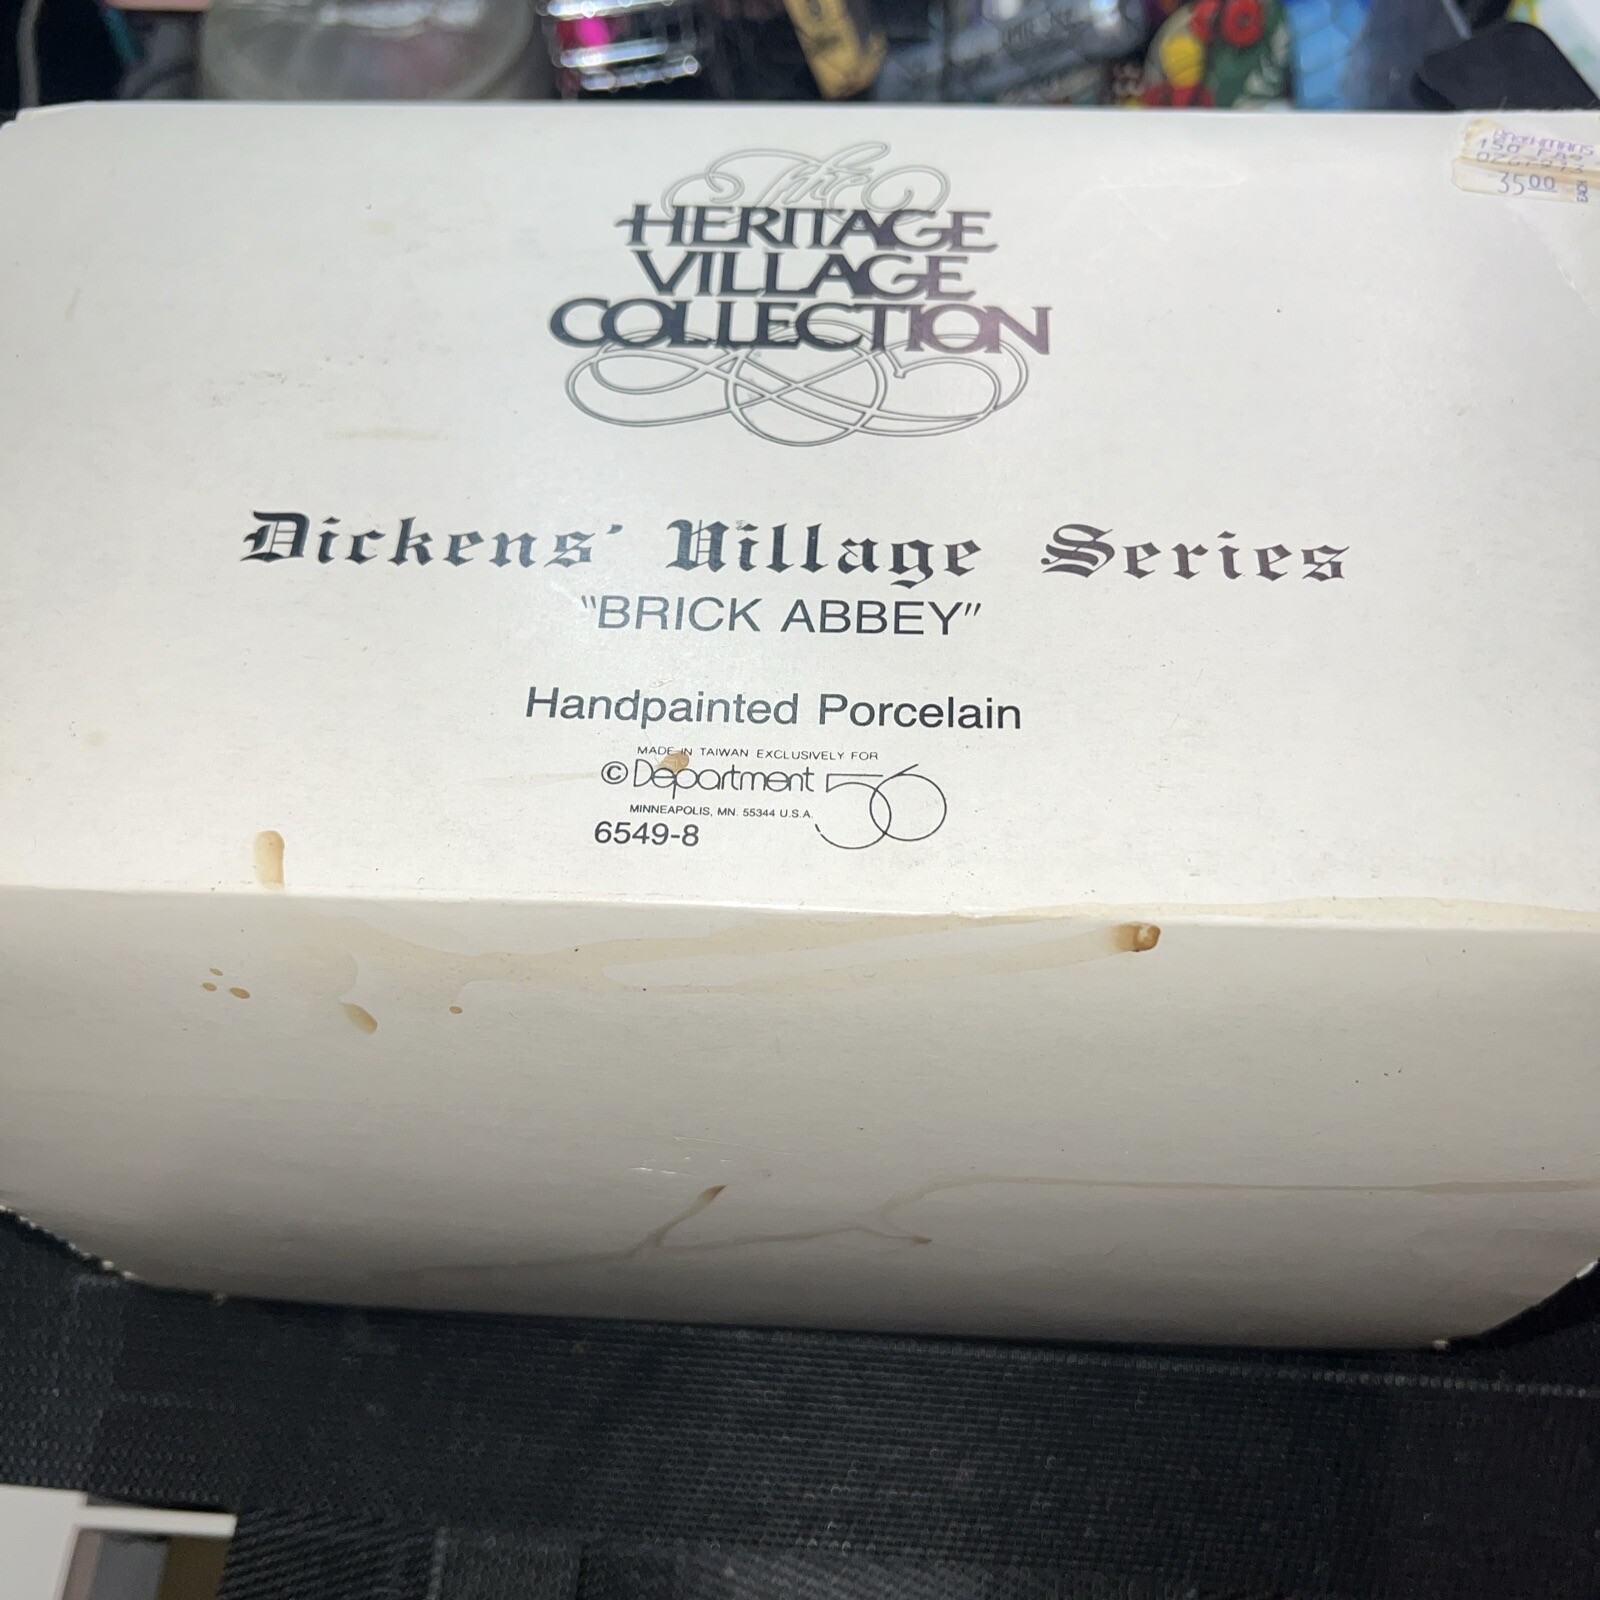 The
HERITAGE
VILLAGE
COLLECTION
35 00
EACH
Dickens' Village Series
"BRICK ABBEY"
Handpainted Porcelain
MADE IN TAIWAN EXCLUSIVELY FOR
© Department 56
MINNEAPOLIS, MN. 55344 U.S.A.
6549-8